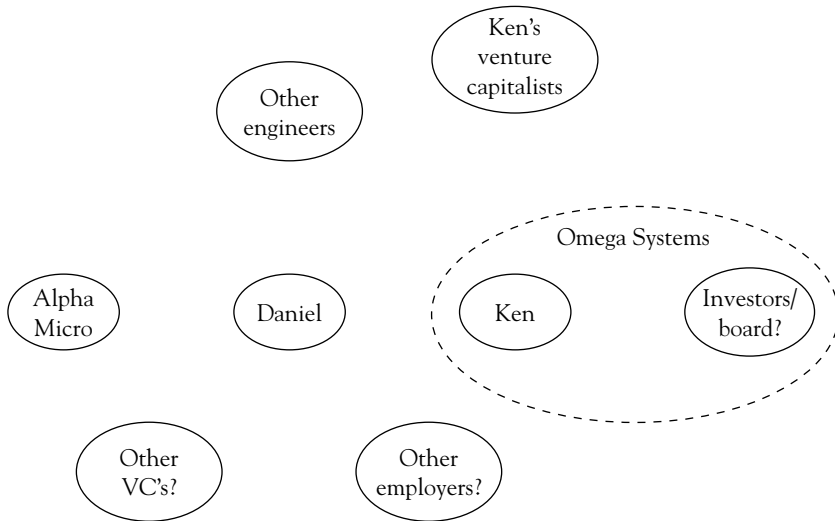 Ken's
venture
capitalists
Other
engineers
Omega Systems
Alpha
Micro
Daniel
Ken
Investors/
board?
Other
VC's?
Other
employers?